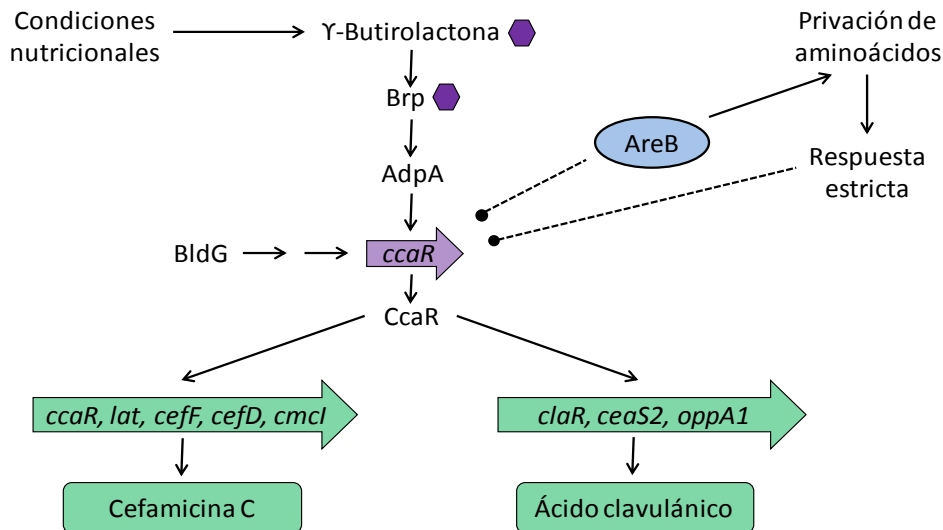 Condiciones
nutricionales
ϒ-Butirolactona
Privación de
aminoácidos
Brp
AreB
AdpA
Respuesta
estricta
BldG
ccaR
CcaR
ccaR, lat, cefF, cefD, cmcI
claR, ceaS2, oppA1
Cefamicina C
Ácido clavulánico